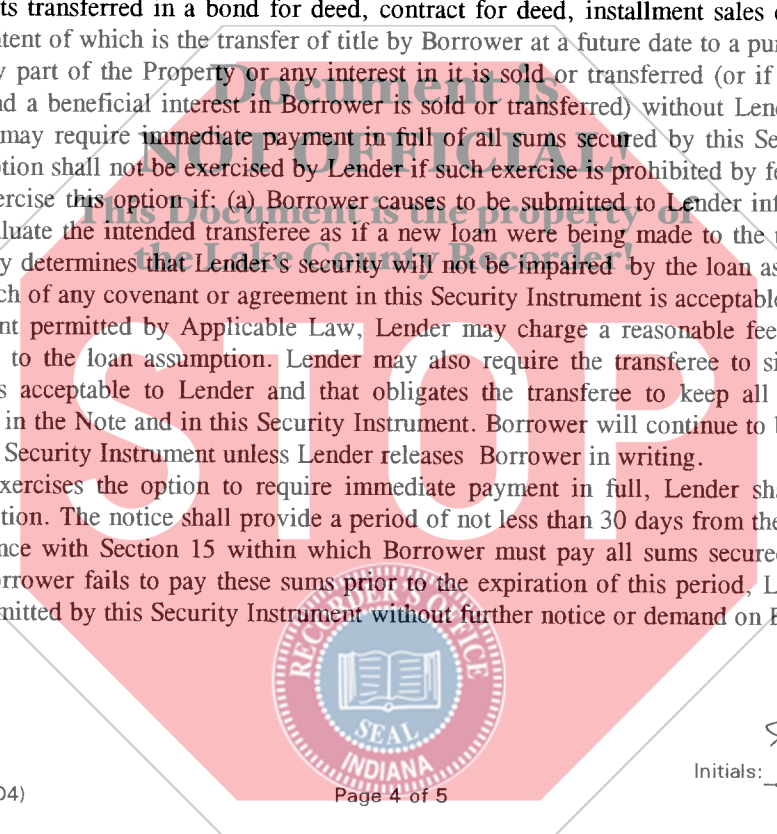 ts transferred in a bond for deed, contract for deed, installment sales
tent of which is the transfer of title by Borrower at a future date to a pu
y part of the Property or any interest in it is sold or transferred (or if
nd a beneficial interest in Borrower is sold or transferred) without Len
may require immediate payment in full of all sums secured by this Se
tion shall not be exercised by Lender if such exercise is prohibited by fe
ercise this option if: (a) Borrower causes to be submitted to Lender inf
luate the intended transferee as if a new loan were being made to the
y determines that Lender's security will not be impaired by the loan as
ch of any covenant or agreement in this Security Instrument is acceptable
nt permitted by Applicable Law, Lender may charge a reasonable fee
to the loan assumption. Lender may also require the transferee to si
s acceptable to Lender and that obligates the transferee to keep all
in the Note and in this Security Instrument. Borrower will continue to
Security Instrument unless Lender releases Borrower in writing.
xercises the option to require immediate payment in full, Lender sha
tion. The notice shall provide a period of not less than 30 days from the
nce with Section 15 within which Borrower must pay all sums secure
orrower fails to pay these sums prior to the expiration of this period, L
mitted by this Security Instrument without further notice or demand on
Document is
NOT OFFICIAL!
This Document is the property of
the Lake County Recorder!
STOP
RECORDER'S OFFICE
SEAL
INDIANA
Initials:
04)
Page 4 of 5